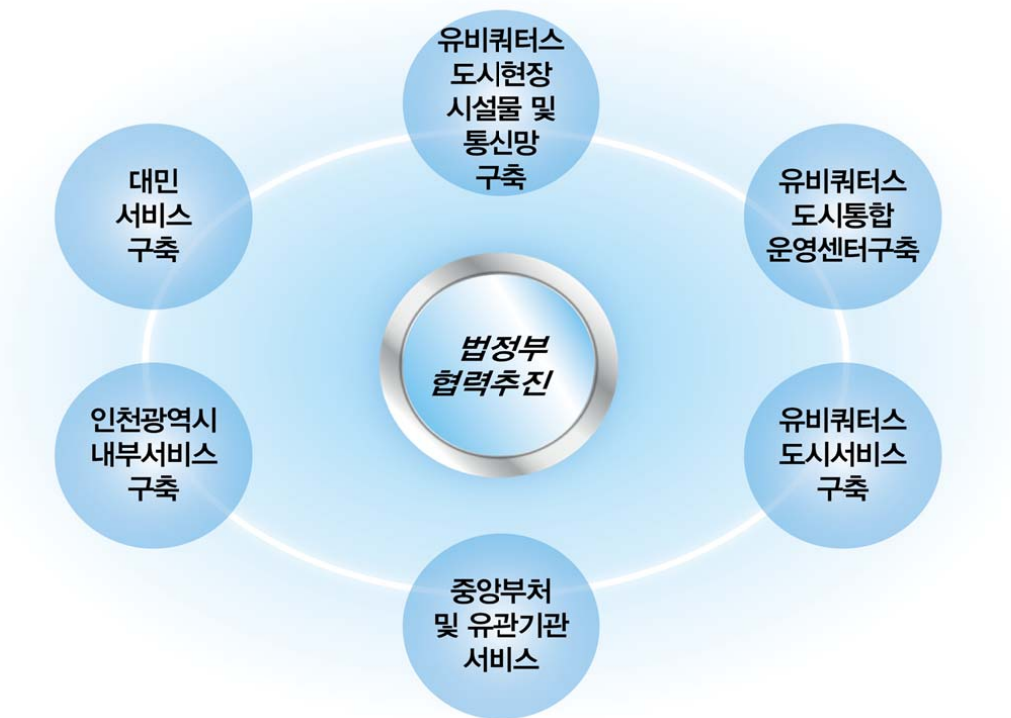 유비쿼터스
도시현장
시설물 및
통신망
구축
대민
서비스
구축
유비쿼터스
도시통합
운영센터구축
법정부
협력추진
인천광역시
내부서비스
구축
유비쿼터스
도시서비스
구축
중앙부처
및 유관기관
서비스